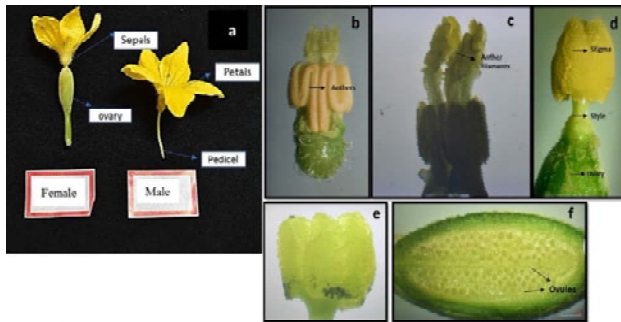 a
Sepals
Petals
ovary
Pedicel
Female
Male
b
Anthers
c
Anther
filaments
d
Stigma
Style
Ovary
e
f
Ovules